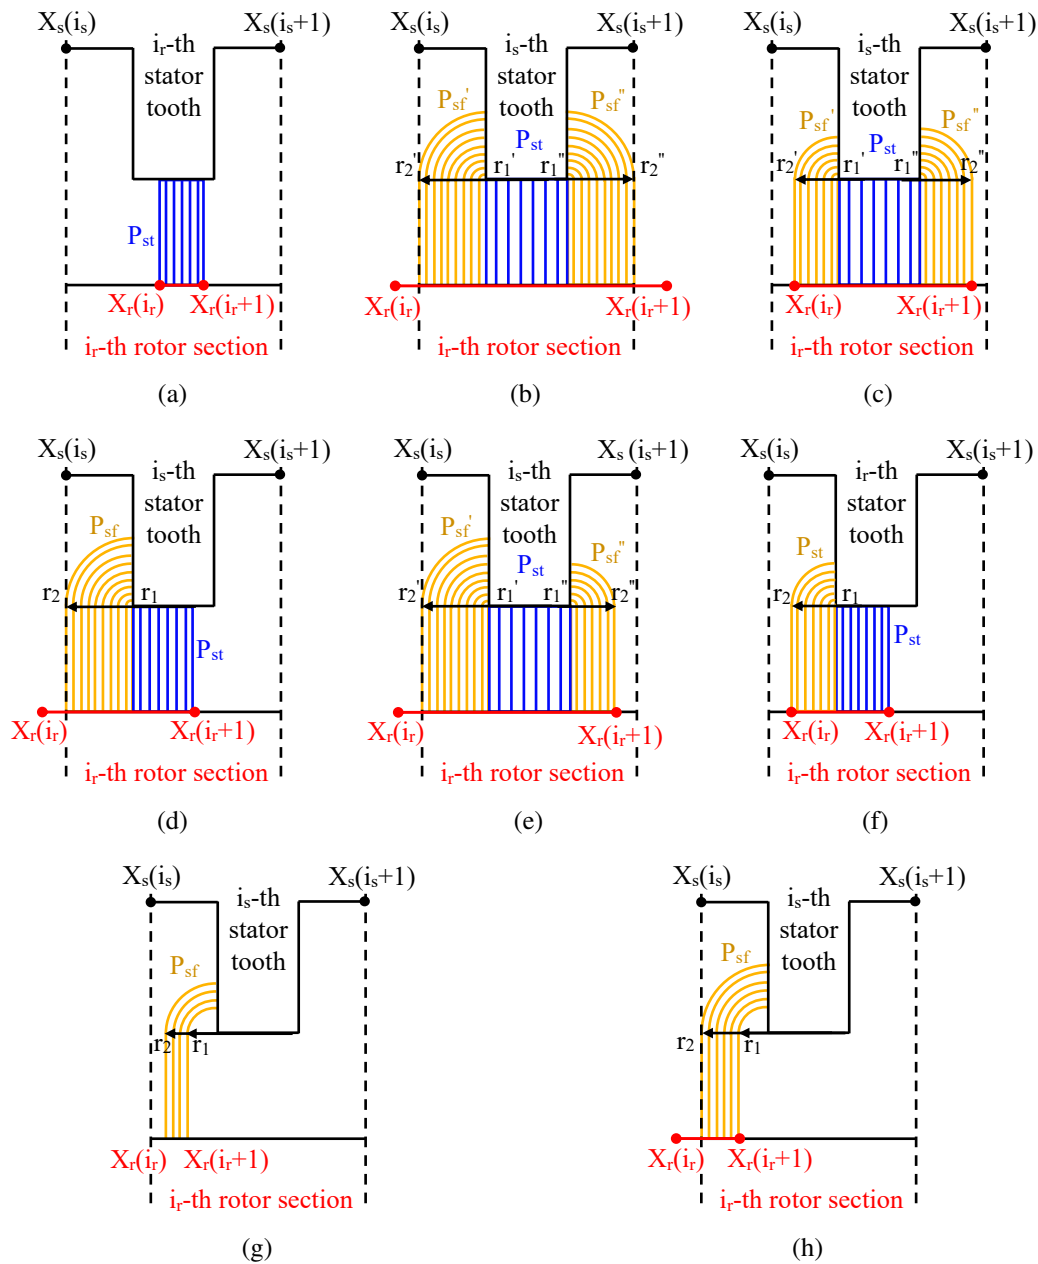 Xs(is) Xs(is+1)
ir-th
stator
tooth
Pst
Xr(ir) Xr(ir+1)
ir-th rotor section
(a)
Xs(is) Xs(is+1)
is-th
stator
tooth
Psf' Psf''
Pst
r2' r1' r1'' r2''
Xr(ir) Xr(ir+1)
ir-th rotor section
(b)
Xs(is) Xs(is+1)
is-th
stator
tooth
Psf' Psf''
Pst
r2' r1' r1'' r2''
Xr(ir) Xr(ir+1)
ir-th rotor section
(c)
Xs(is) Xs(is+1)
is-th
stator
tooth
Psf
r2 r1
Pst
Xr(ir) Xr(ir+1)
ir-th rotor section
(d)
Xs(is) Xs (is+1)
is-th
stator
tooth
Psf' Psf''
Pst
r2' r1' r1'' r2''
Xr(ir) Xr(ir+1)
ir-th rotor section
(e)
Xs(is) Xs(is+1)
ir-th
stator
tooth
Pst
r2 r1
Pst
Xr(ir) Xr(ir+1)
ir-th rotor section
(f)
Xs(is) Xs(is+1)
is-th
stator
tooth
Psf
r2 r1
Xr(ir) Xr(ir+1)
ir-th rotor section
(g)
Xs(is) Xs(is+1)
is-th
stator
tooth
Psf
r2 r1
Xr(ir) Xr(ir+1)
ir-th rotor section
(h)